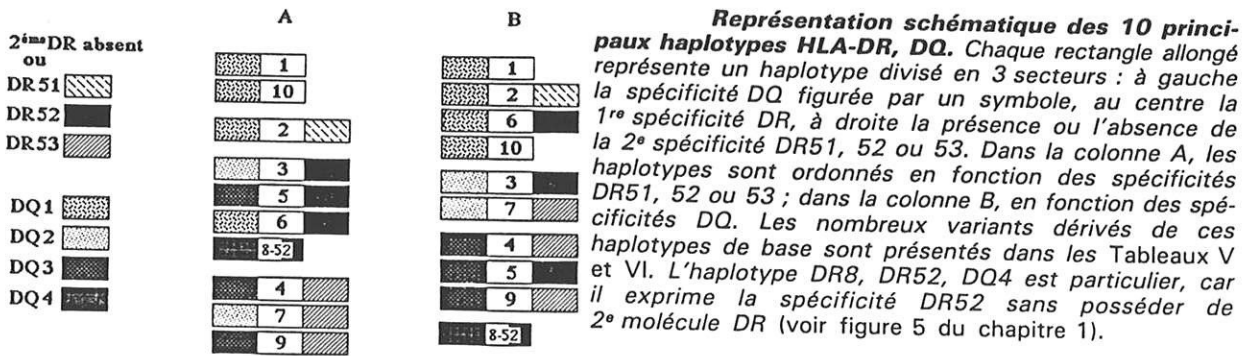 A
B
2ème DR absent
ou
DR51
DR52
DR53
DQ1
DQ2
DQ3
DQ4
1
10
2
3
5
6
8-52
4
7
9
1
2
6
10
3
7
4
5
9
8-52
Représentation schématique des 10 princi-
paux haplotypes HLA-DR, DQ. Chaque rectangle allongé
représente un haplotype divisé en 3 secteurs : à gauche
la spécificité DQ figurée par un symbole, au centre la
1re spécificité DR, à droite la présence ou l'absence de
la 2e spécificité DR51, 52 ou 53. Dans la colonne A, les
haplotypes sont ordonnés en fonction des spécificités
DR51, 52 ou 53 ; dans la colonne B, en fonction des spé-
cificités DQ. Les nombreux variants dérivés de ces
haplotypes de base sont présentés dans les Tableaux V
et VI. L'haplotype DR8, DR52, DQ4 est particulier, car
il exprime la spécificité DR52 sans posséder de
2e molécule DR (voir figure 5 du chapitre 1).